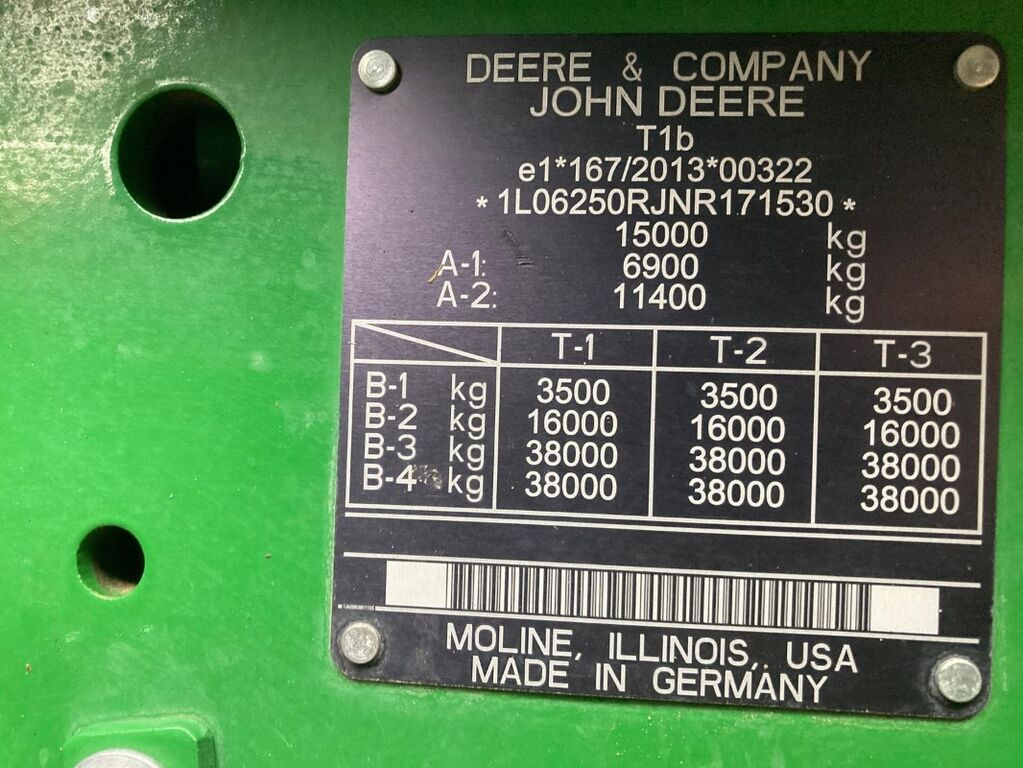 DEERE & COMPANY
JOHN DEERE
T1b
e1*167/2013*00322
*1L06250RJNR171530*
15000 kg
A-1: 6900 kg
A-2: 11400 kg
T-1 T-2 T-3
B-1 kg 3500 3500 3500
B-2 kg 16000 16000 16000
B-3 kg 38000 38000 38000
B-4 kg 38000 38000 38000
MOLINE, ILLINOIS, USA
MADE IN GERMANY